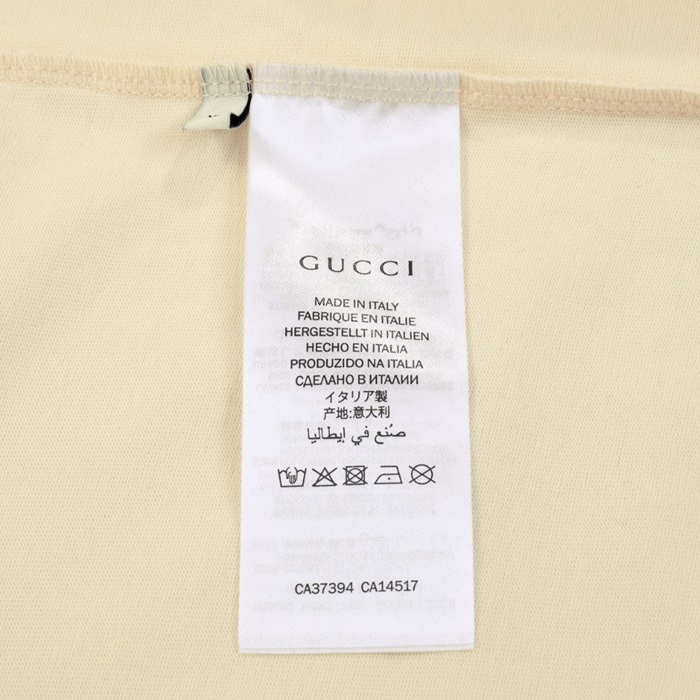 GUCCI
MADE IN ITALY
FABRIQUE EN ITALIE
HERGESTELLT IN ITALIEN
HECHO EN ITALIA
PRODUZIDO NA ITALIA
СДЕЛАНО В ИТАЛИИ
イタリア製
产地:意大利
صُنع في إيطاليا
CA37394 CA14517